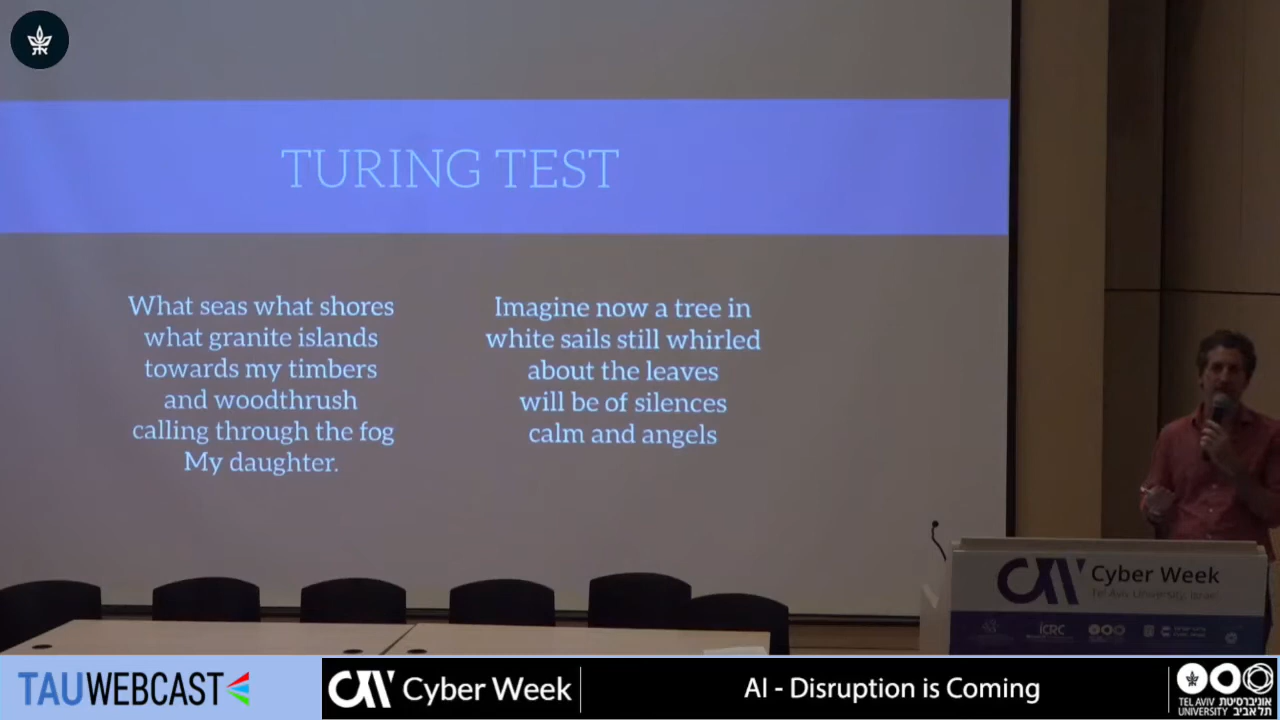 TURING TEST
What seas what shores
what granite islands
towards my timbers
and woodthrush
calling through the fog
My daughter.
Imagine now a tree in
white sails still whirled
about the leaves
will be of silences
calm and angels
Cyber Week
Tel Aviv University, Israel
ICRC
TAUWEBCAST
Cyber Week
AI - Disruption is Coming
TEL AVIV אוניברסיטת
UNIVERSITY תל אביב